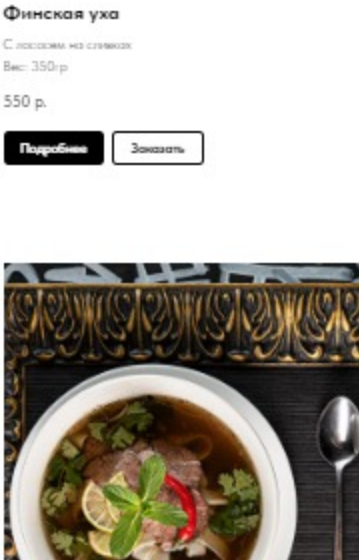 Финская уха
С лососем на сливках
Вес: 350гр
550 р.
Подробнее
Заказать